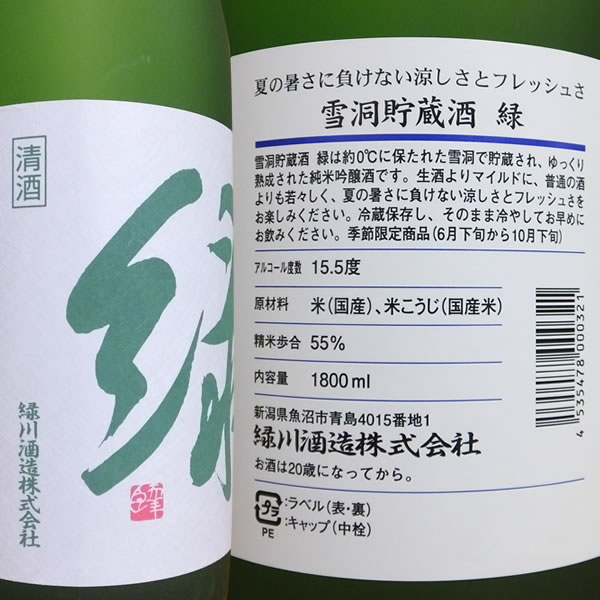 清酒
緑
緑川酒造株式会社
夏の暑さに負けない涼しさとフレッシュさ
雪洞貯蔵酒 緑
雪洞貯蔵酒 緑は約0℃に保たれた雪洞で貯蔵され、ゆっくり
熟成された純米吟醸酒です。生酒よりマイルドに、普通の酒
よりも若々しく、夏の暑さに負けない涼しさとフレッシュさを
お楽しみください。冷蔵保存し、そのまま冷やしてお早めに
お飲みください。季節限定商品(6月下旬から10月下旬)
アルコール度数 15.5度
原材料 米(国産)、米こうじ(国産米)
精米歩合 55%
内容量 1800ml
新潟県魚沼市青島4015番地1
緑川酒造株式会社
お酒は20歳になってから。
プラ :ラベル(表・裏)
PE :キャップ(中栓)
4 535478 000321